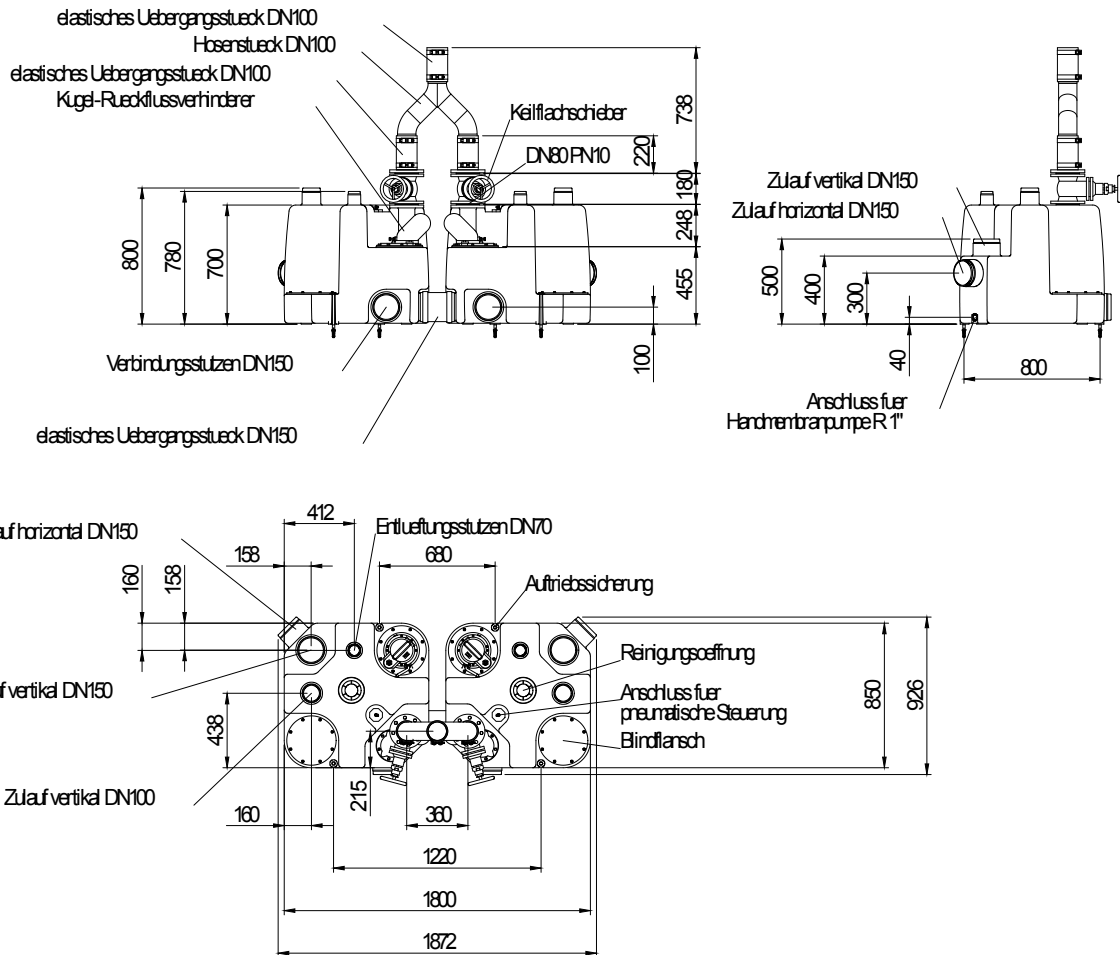 elastisches Uebergangsstueck DN100
Hosenstueck DN100
elastisches Uebergangsstueck DN100
Kugel-Rueckflussverhinderer
Keilflachschieber
DN80 PN10
738
220
180
248
455
100
800
780
700
Verbindungsstutzen DN150
elastisches Uebergangsstueck DN150
Zulauf vertikal DN150
Zulauf horizontal DN150
500
400
300
40
800
Anschluss fuer
Handmembranpumpe R 1"
auf horizontal DN150
412
Entlueftungsstutzen DN70
158
680
Auftriebssicherung
160
158
Reinigungsoeffnung
f vertikal DN150
Anschluss fuer
pneumatische Steuerung
Blindflansch
850
926
438
Zulauf vertikal DN100
215
160
360
1220
1800
1872